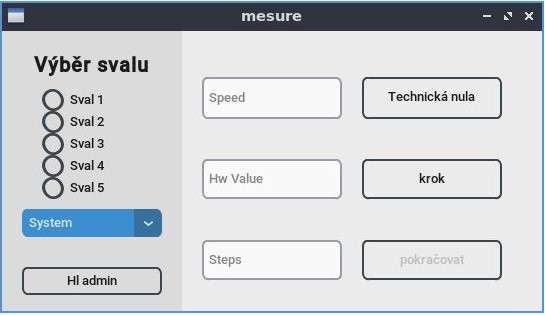 mesure
Výběr svalu
Sval 1
Sval 2
Sval 3
Sval 4
Sval 5
System
Hl admin
Speed
Technická nula
Hw Value
krok
Steps
pokračovat